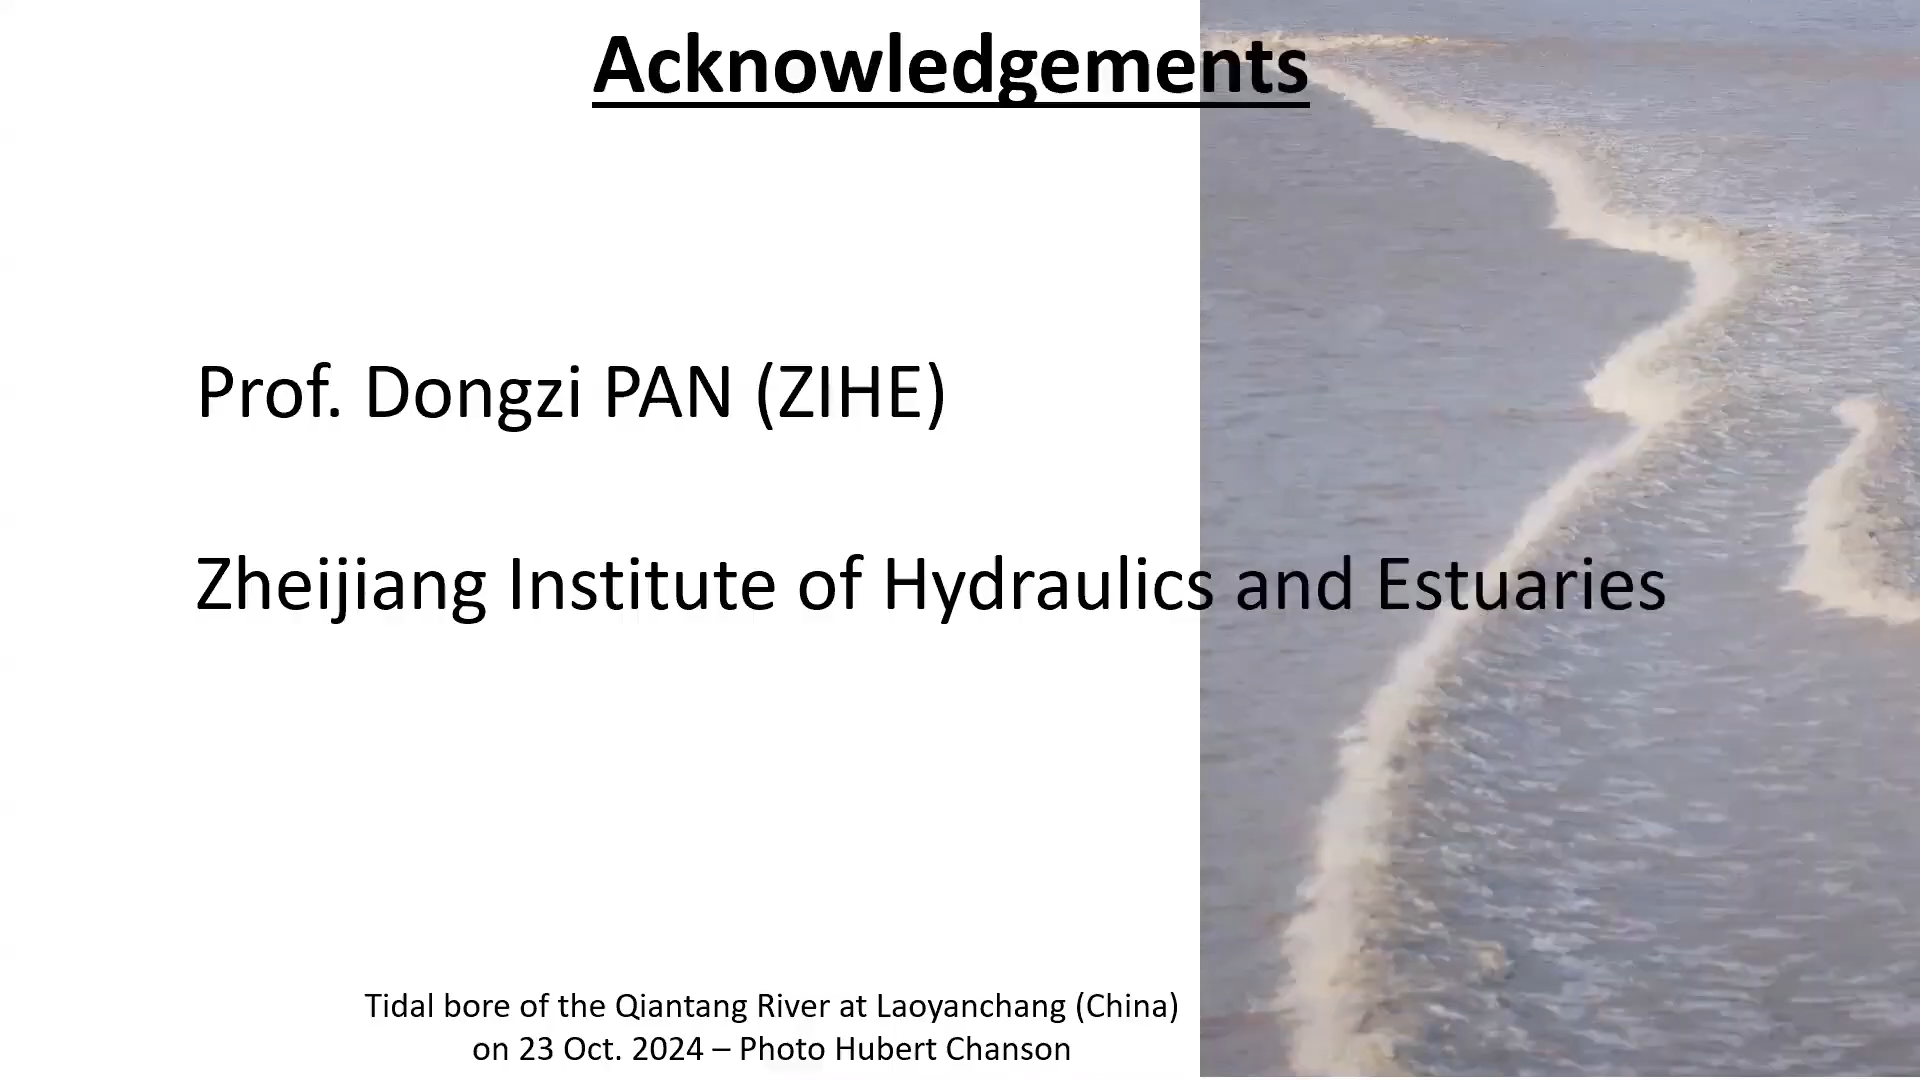 Acknowledgements
Prof. Dongzi PAN (ZIHE)
Zheijiang Institute of Hydraulics and Estuaries
Tidal bore of the Qiantang River at Laoyanchang (China)
on 23 Oct. 2024 – Photo Hubert Chanson